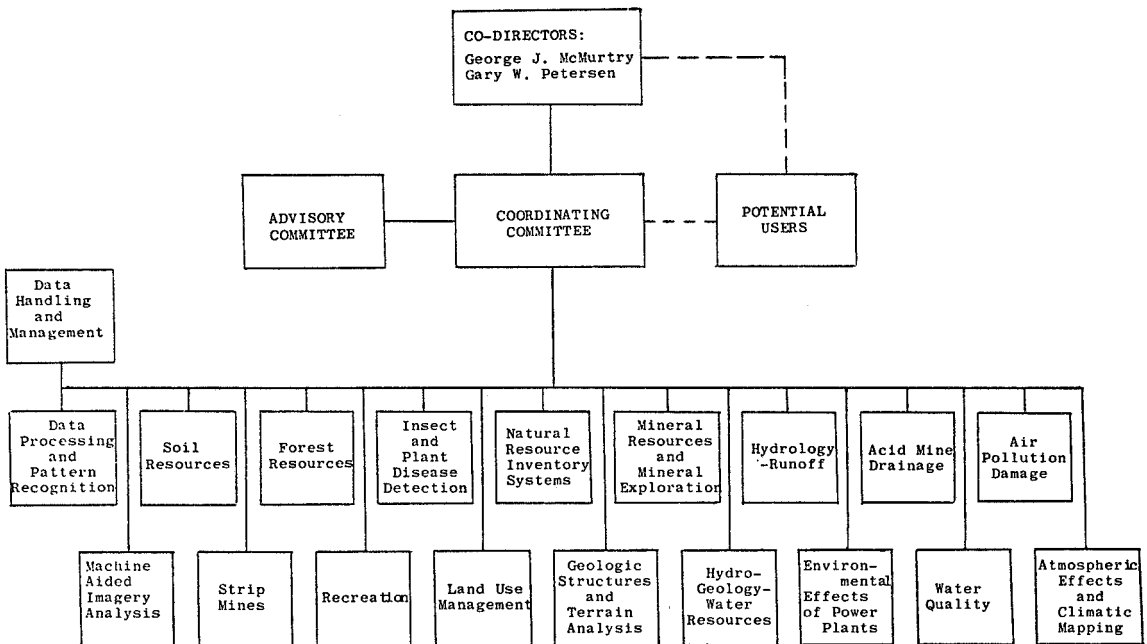 CO-DIRECTORS:
George J. McMurtry
Gary W. Petersen
ADVISORY
COMMITTEE
COORDINATING
COMMITTEE
POTENTIAL
USERS
Data
Handling
and
Management
Data
Processing
and
Pattern
Recognition
Soil
Resources
Forest
Resources
Insect
and
Plant
Disease
Detection
Natural
Resource
Inventory
Systems
Mineral
Resources
and
Mineral
Exploration
Hydrology
-Runoff
Acid Mine
Drainage
Air
Pollution
Damage
Machine
Aided
Imagery
Analysis
Strip
Mines
Recreation
Land Use
Management
Geologic
Structures
and
Terrain
Analysis
Hydro-
Geology-
Water
Resources
Environ-
mental
Effects
of Power
Plants
Water
Quality
Atmospheric
Effects
and
Climatic
Mapping